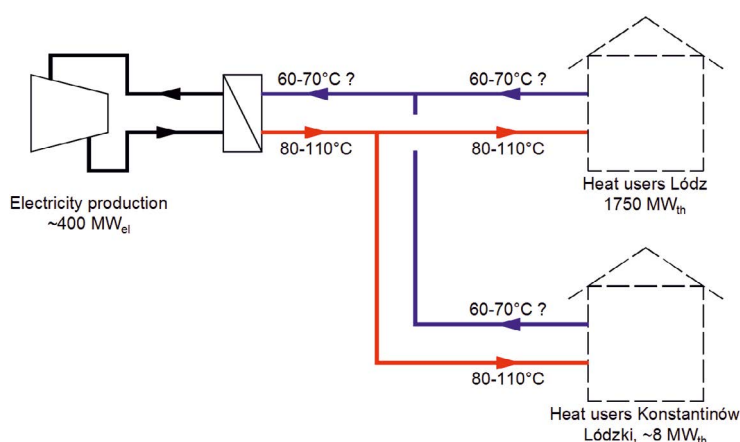 60-70°C ?
60-70°C ?
80-110°C
80-110°C
Electricity production
~400 MWel
Heat users Lódz
1750 MWth
60-70°C ?
80-110°C
Heat users Konstantinów
Lódzki, ~8 MWth